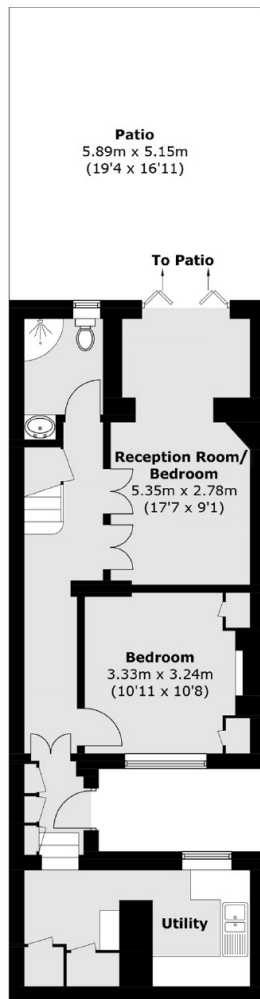 Patio
5.89m x 5.15m
(19'4 x 16'11)
To Patio
Reception Room/
Bedroom
5.35m x 2.78m
(17'7 x 9'1)
Bedroom
3.33m x 3.24m
(10'11 x 10'8)
Utility